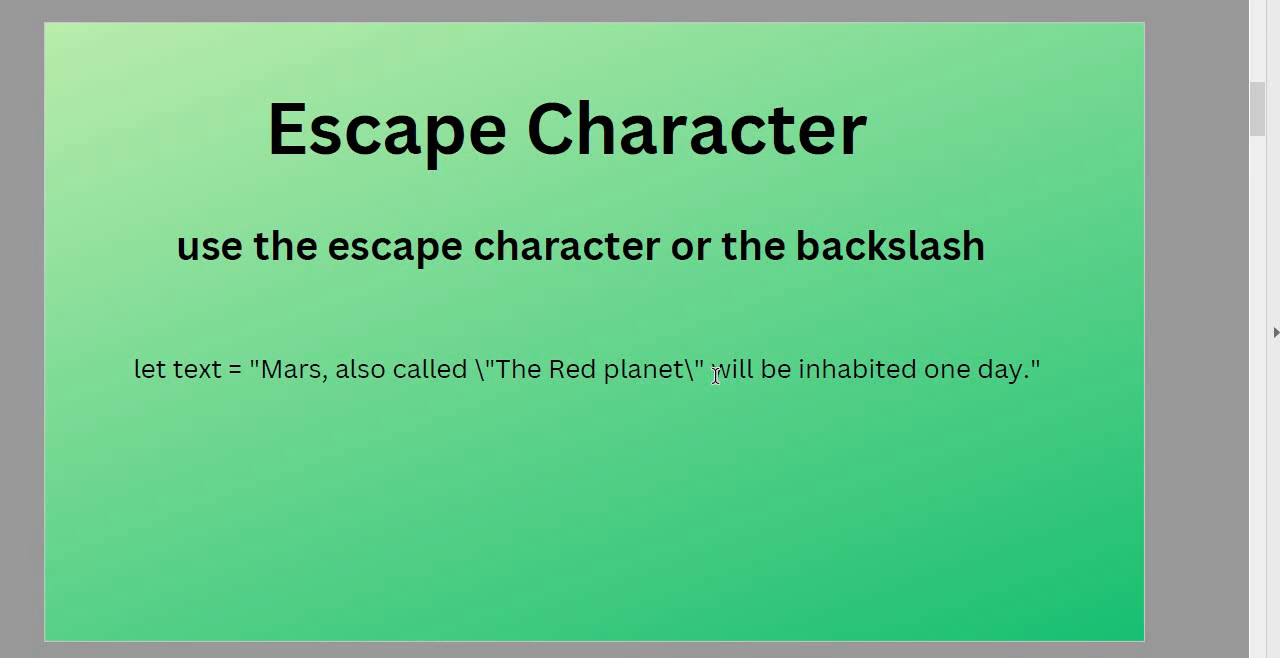 Escape Character
use the escape character or the backslash
let text = "Mars, also called \"The Red planet\" will be inhabited one day."